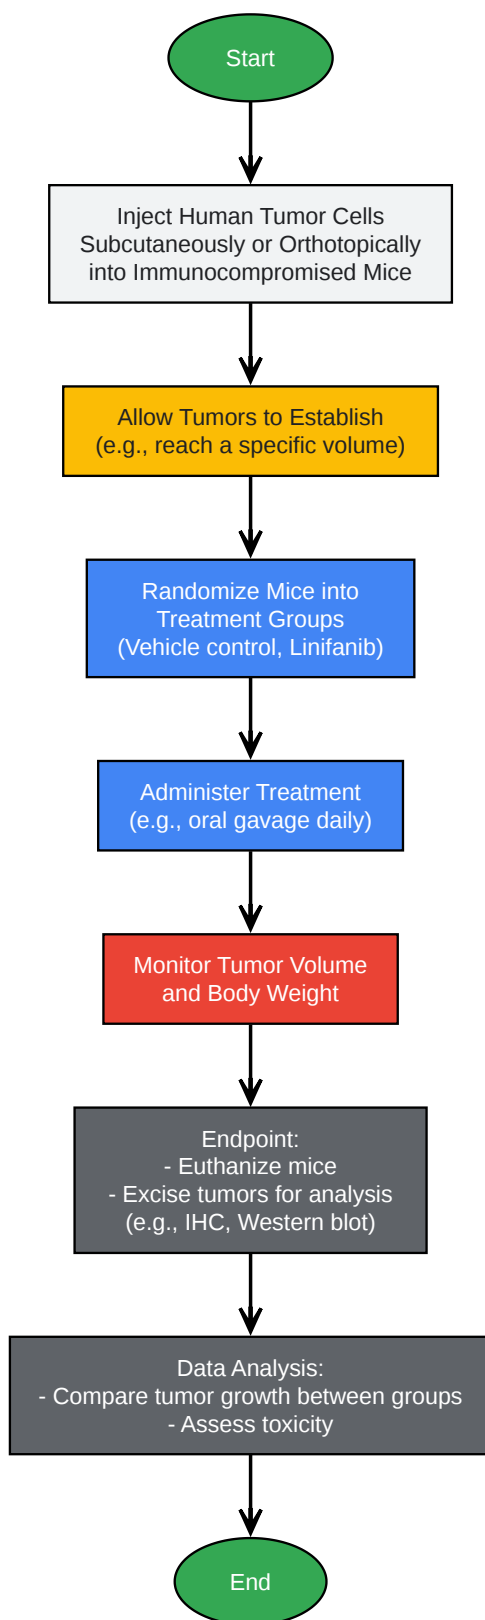 Start
Inject Human Tumor Cells
Subcutaneously or Orthotopically
into Immunocompromised Mice
Allow Tumors to Establish
(e.g., reach a specific volume)
Randomize Mice into
Treatment Groups
(Vehicle control, Linifanib)
Administer Treatment
(e.g., oral gavage daily)
Monitor Tumor Volume
and Body Weight
Endpoint:
- Euthanize mice
- Excise tumors for analysis
(e.g., IHC, Western blot)
Data Analysis:
- Compare tumor growth between groups
- Assess toxicity
End